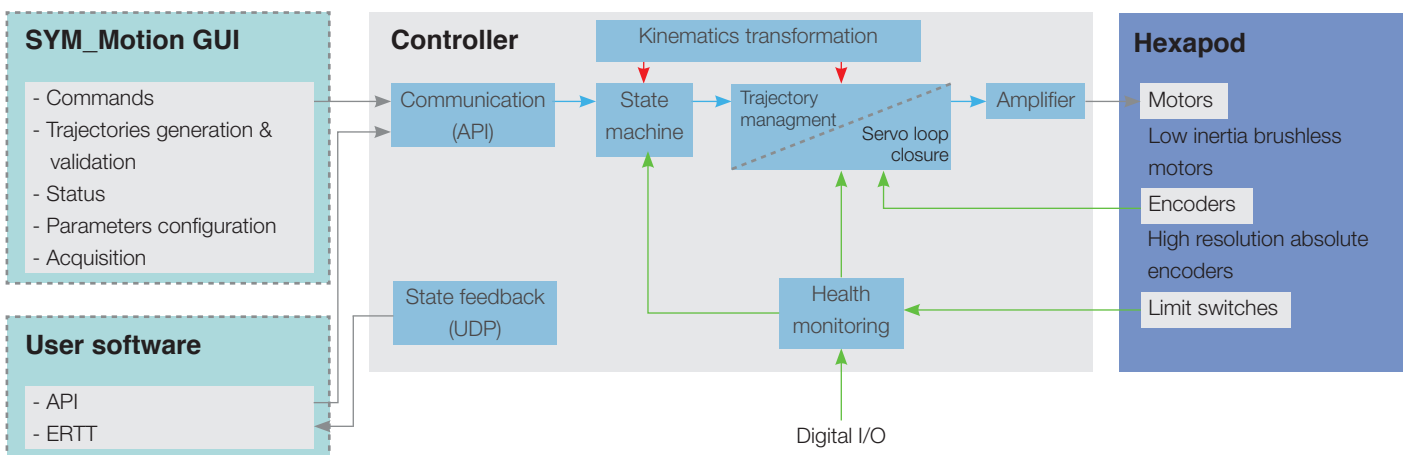 SYM_Motion GUI
- Commands
- Trajectories generation &
validation
- Status
- Parameters configuration
- Acquisition
User software
- API
- ERTT
Controller
Kinematics transformation
Communication
(API)
State
machine
Trajectory
managment
Servo loop
closure
Amplifier
State feedback
(UDP)
Health
monitoring
Digital I/O
Hexapod
Motors
Low inertia brushless
motors
Encoders
High resolution absolute
encoders
Limit switches